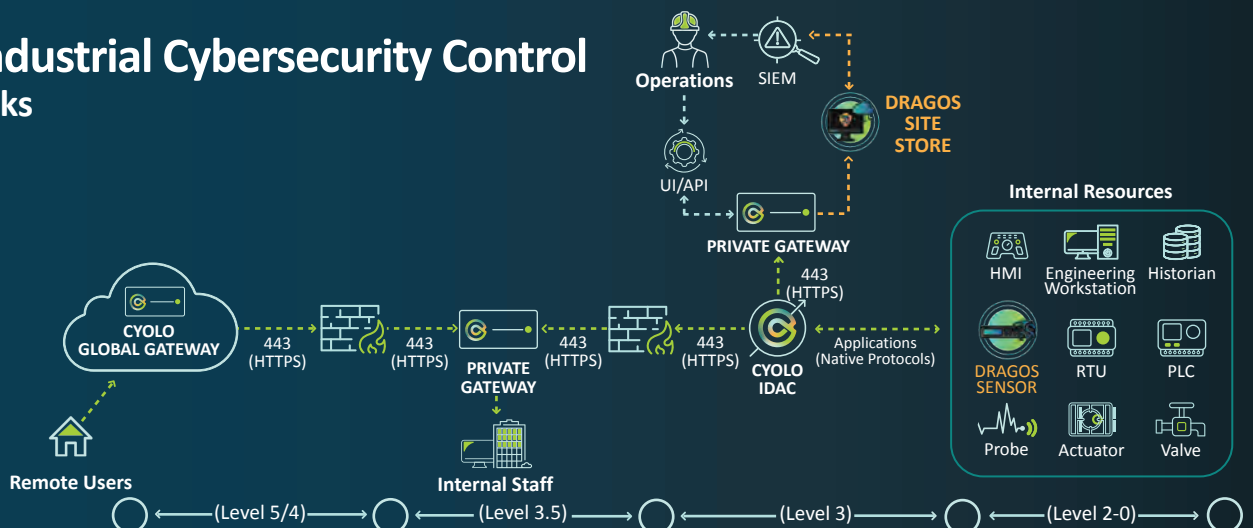 ndustrial Cybersecurity Control
ks
Operations
SIEM
DRAGOS
SITE
STORE
UI/API
PRIVATE GATEWAY
443
(HTTPS)
CYOLO
GLOBAL GATEWAY
443
(HTTPS)
443
(HTTPS)
PRIVATE
GATEWAY
443
(HTTPS)
443
(HTTPS)
CYOLO
IDAC
Applications
(Native Protocols)
Internal Resources
HMI
Engineering
Workstation
Historian
DRAGOS
SENSOR
RTU
PLC
Probe
Actuator
Valve
Remote Users
Internal Staff
(Level 5/4)
(Level 3.5)
(Level 3)
(Level 2-0)